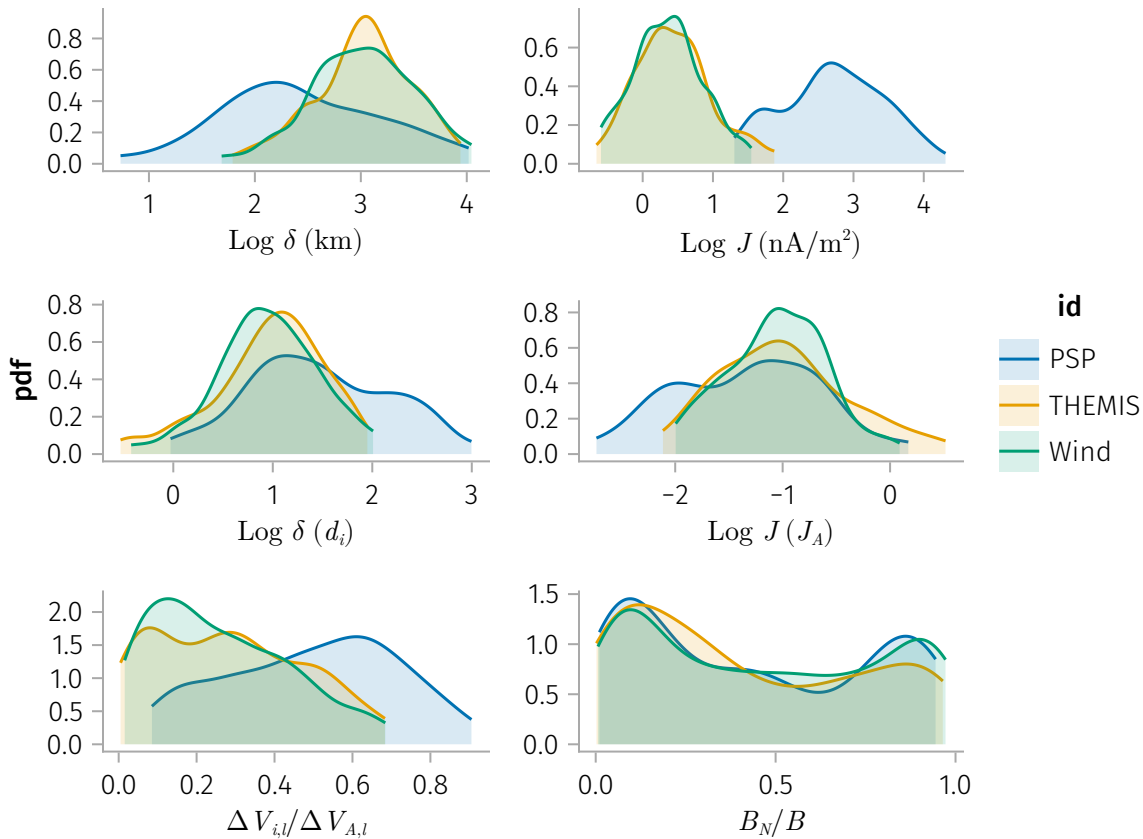 0.8
0.6
0.4
0.2
0.0
1 2 3 4
Log δ (km)
0.6
0.4
0.2
0.0
0 1 2 3 4
Log J (nA/m²)
pdf
0.8
0.6
0.4
0.2
0.0
0 1 2 3
Log δ (dᵢ)
0.8
0.6
0.4
0.2
0.0
−2 −1 0
Log J (J_A)
id
PSP
THEMIS
Wind
2.0
1.5
1.0
0.5
0.0
0.0 0.2 0.4 0.6 0.8
Δ V_{i,l}/Δ V_{A,l}
1.5
1.0
0.5
0.0
0.0 0.5 1.0
B_N/B